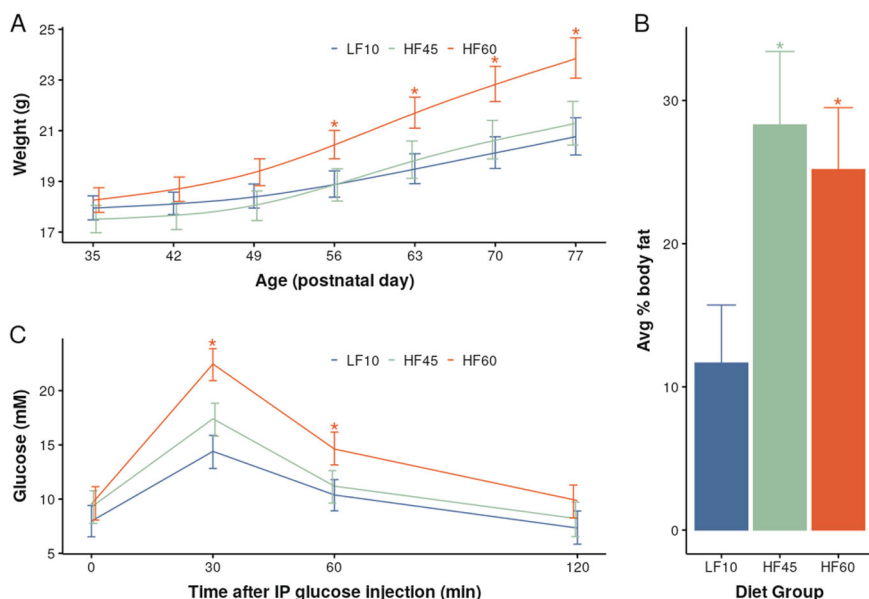 A
25
23
21
19
17
Weight (g)
LF10 HF45 HF60
* * * *
35 42 49 56 63 70 77
Age (postnatal day)
B
30
20
10
0
Avg % body fat
* *
LF10 HF45 HF60
Diet Group
C
20
15
10
5
Glucose (mM)
LF10 HF45 HF60
* *
0 30 60 120
Time after IP glucose injection (min)